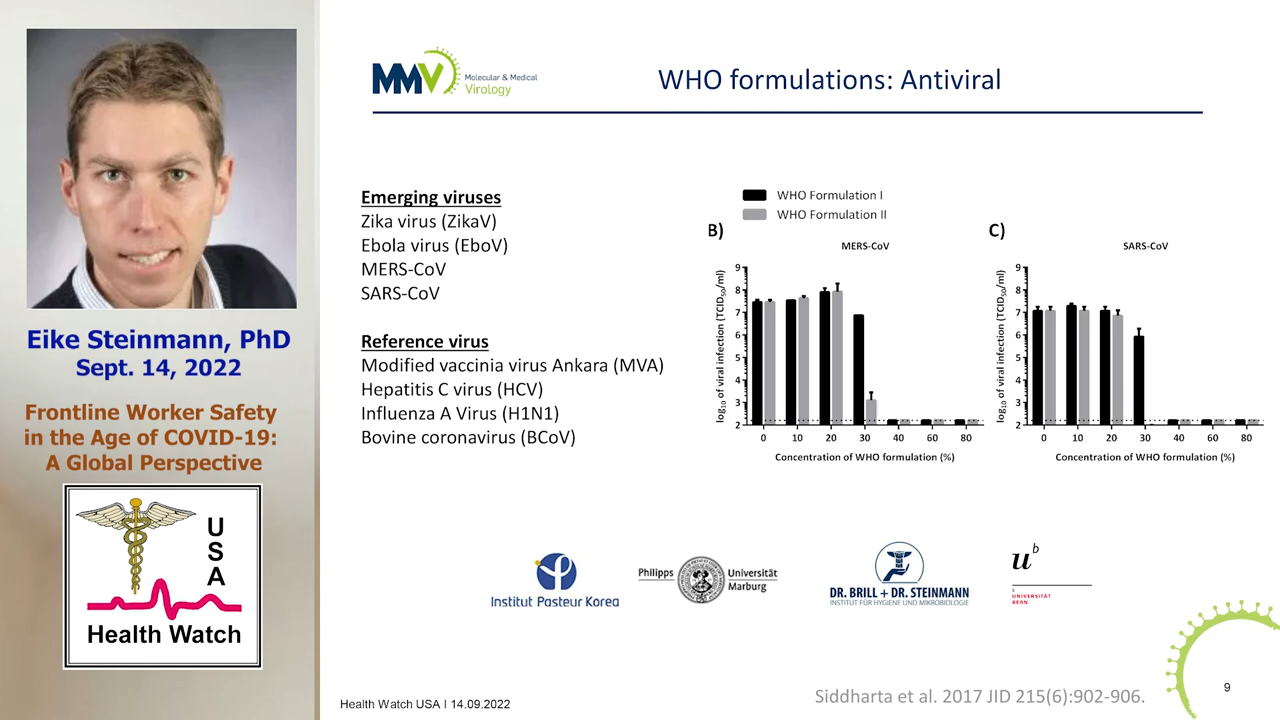 Eike Steinmann, PhD
Sept. 14, 2022
Frontline Worker Safety
in the Age of COVID-19:
A Global Perspective
U
S
A
Health Watch
MMV
Molecular & Medical
Virology
WHO formulations: Antiviral
Emerging viruses
Zika virus (ZikaV)
Ebola virus (EboV)
MERS-CoV
SARS-CoV
Reference virus
Modified vaccinia virus Ankara (MVA)
Hepatitis C virus (HCV)
Influenza A Virus (H1N1)
Bovine coronavirus (BCoV)
WHO Formulation I
WHO Formulation II
B)
MERS-CoV
log10 of viral infection (TCID50/ml)
9
8
7
6
5
4
3
2
0 10 20 30 40 60 80
Concentration of WHO formulation (%)
C)
SARS-CoV
log10 of viral infection (TCID50/ml)
9
8
7
6
5
4
3
2
0 10 20 30 40 60 80
Concentration of WHO formulation (%)
Institut Pasteur Korea
Philipps Universität
Marburg
DR. BRILL + DR. STEINMANN
INSTITUT FÜR HYGIENE UND MIKROBIOLOGIE
u b
UNIVERSITÄT
BERN
Siddharta et al. 2017 JID 215(6):902-906.
9
Health Watch USA I 14.09.2022